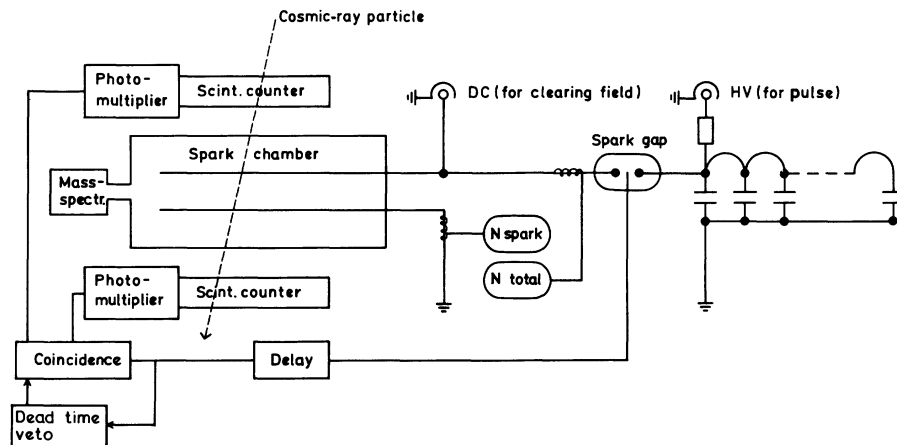 Cosmic-ray particle
Photo-
multiplier
Scint. counter
DC (for clearing field)
HV (for pulse)
Spark gap
Spark chamber
Mass-
spectr.
N spark
N total
Photo-
multiplier
Scint. counter
Coincidence
Delay
Dead time
veto